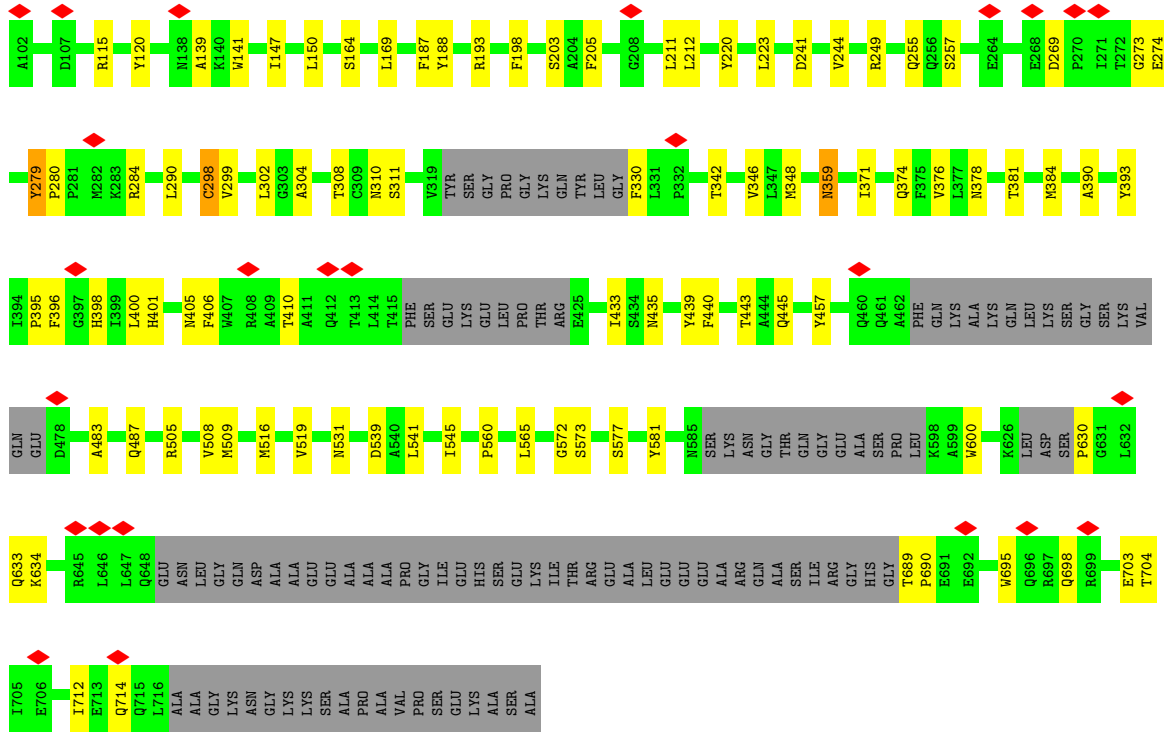 A102 D107 R115 Y120 N138 A139 K140 W141 I147 L150 S164 L169 F187 Y188 R193 F198 S203 A204 F205 G208 L211 L212 Y220 L223 D241 V244 R249 Q255 Q256 S257 E264 E268 D269 P270 I271 T272 G273 E274
Y279 P280 P281 M282 K283 R284 L290 C298 V299 L302 G303 A304 T308 C309 N310 S311 V319 TYR SER GLY PRO GLY LYS GLN TYR LEU GLY F330 L331 P332 T342 V346 L347 M348 N359 I371 Q374 F375 V376 L377 N378 T381 M384 A390 Y393
I394 P395 F396 G397 H398 I399 L400 H401 N405 F406 W407 R408 A409 T410 A411 Q412 T413 L414 T415 PHE SER GLU LYS GLU LEU PRO THR ARG E425 I433 S434 N435 Y439 F440 T443 A444 Q445 Y457 Q460 Q461 A462 PHE GLN LYS ALA LYS GLN LEU LYS SER GLY SER LYS VAL
GLN GLU D478 A483 Q487 R505 V508 M509 M516 V519 N531 D539 A540 L541 I545 P560 L565 G572 S573 S577 Y581 N585 SER LYS ASN GLY THR GLN GLY GLU ALA SER PRO LEU K598 A599 W600 K626 LEU ASP SER P630 G631 L632
Q633 K634 R645 L646 L647 Q648 GLU ASN LEU GLY GLN ASP ALA ALA GLU GLU ALA ALA ALA PRO GLY ILE GLU HIS SER GLU LYS ILE THR ARG GLU ALA LEU GLU GLU GLU ALA ARG GLN ALA SER ILE ARG GLY HIS GLY T689 P690 E691 E692 W695 Q696 R697 Q698 R699 E703 T704
I705 E706 I712 E713 Q714 Q715 L716 ALA ALA GLY LYS ASN GLY LYS LYS SER ALA PRO ALA VAL PRO SER GLU LYS ALA SER ALA